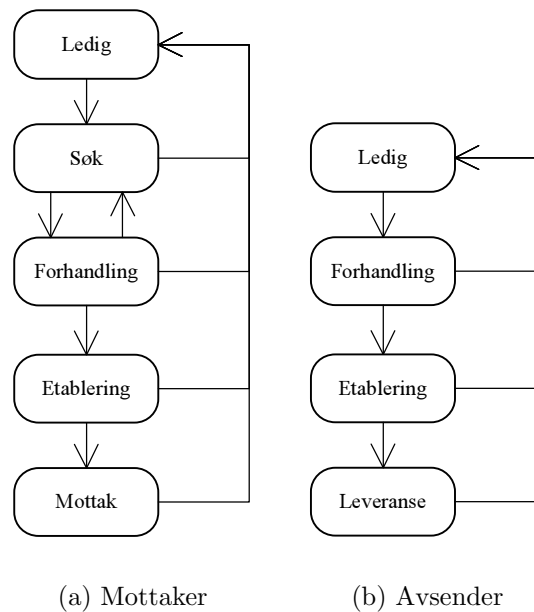 Ledig
Søk
Forhandling
Etablering
Mottak
(a) Mottaker
Ledig
Forhandling
Etablering
Leveranse
(b) Avsender